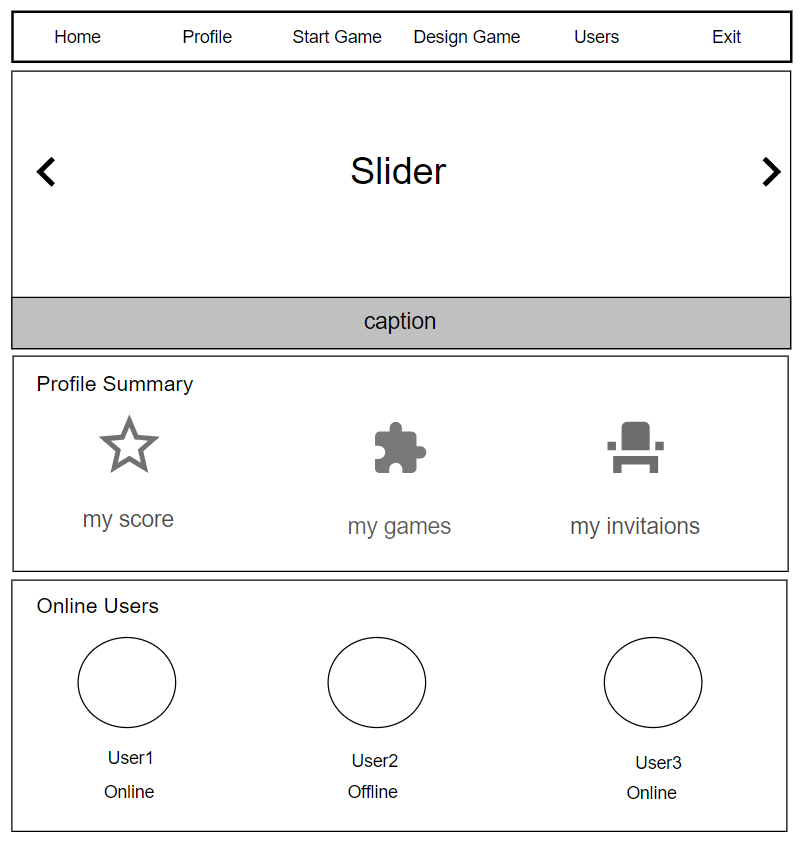 Home Profile Start Game Design Game Users Exit
Slider
caption
Profile Summary
my score my games my invitaions
Online Users
User1 User2 User3
Online Offline Online